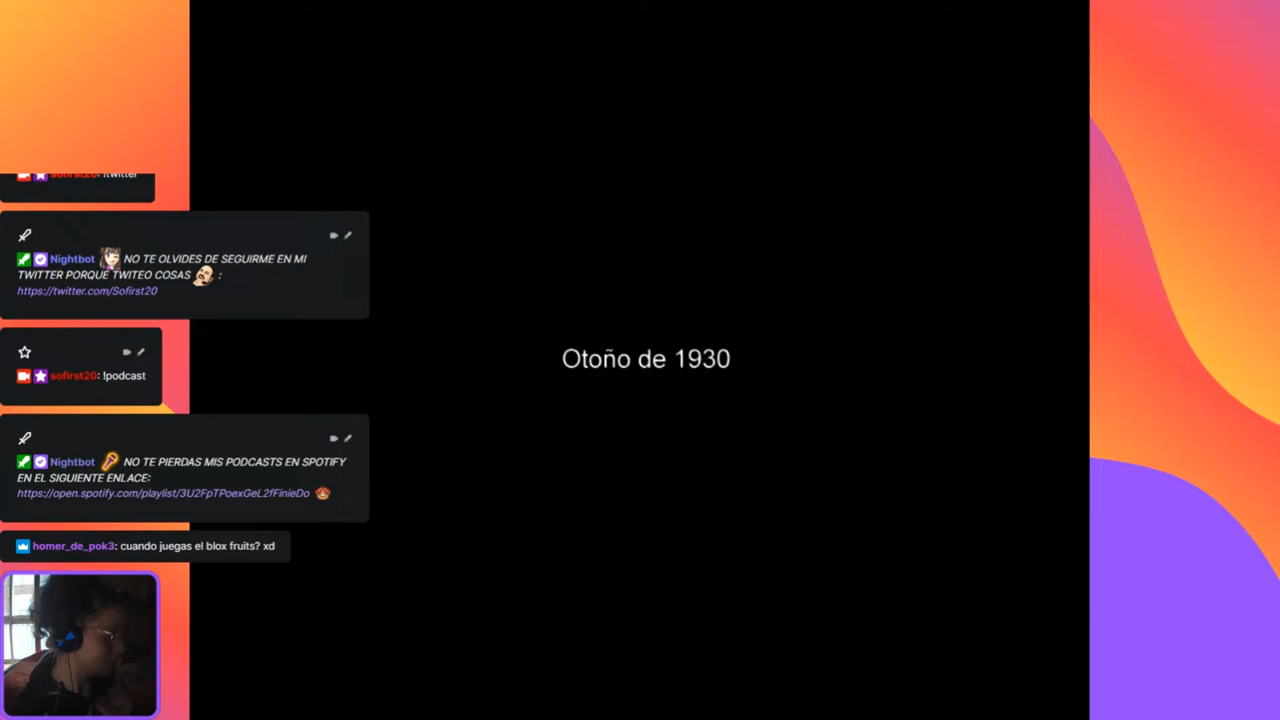 sofirst20: !twitter
Nightbot NO TE OLVIDES DE SEGUIRME EN MI
TWITTER PORQUE TWITEO COSAS :
https://twitter.com/Sofirst20
sofirst20: !podcast
Nightbot NO TE PIERDAS MIS PODCASTS EN SPOTIFY
EN EL SIGUIENTE ENLACE:
https://open.spotify.com/playlist/3U2FpTPoexGeL2fFinieDo
homer_de_pok3: cuando juegas el blox fruits? xd
Otoño de 1930